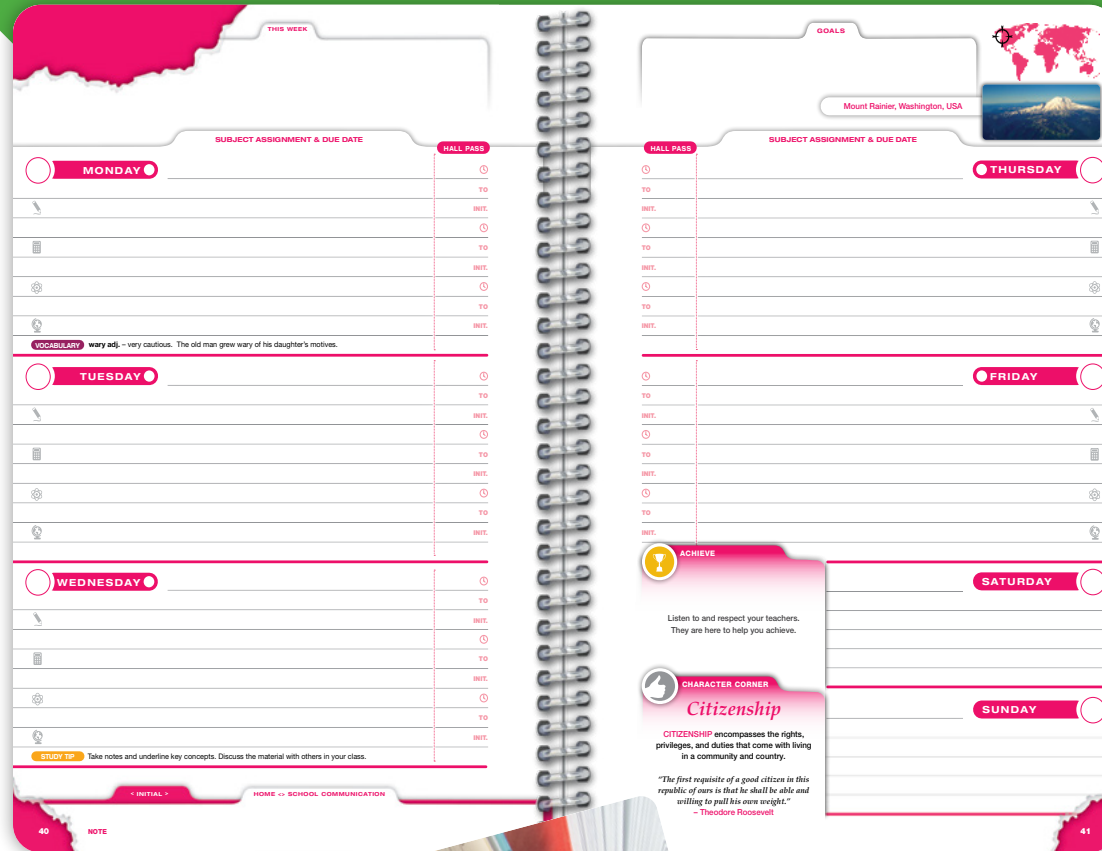 THIS WEEK
SUBJECT ASSIGNMENT & DUE DATE
HALL PASS
MONDAY
TO
INIT.
TO
INIT.
TO
INIT.
VOCABULARY wary adj. – very cautious. The old man grew wary of his daughter's motives.
TUESDAY
TO
INIT.
TO
INIT.
TO
INIT.
WEDNESDAY
TO
INIT.
TO
INIT.
TO
INIT.
STUDY TIP Take notes and underline key concepts. Discuss the material with others in your class.
< INITIAL >
HOME <> SCHOOL COMMUNICATION
40
NOTE
GOALS
Mount Rainier, Washington, USA
SUBJECT ASSIGNMENT & DUE DATE
HALL PASS
THURSDAY
TO
INIT.
TO
INIT.
TO
INIT.
FRIDAY
TO
INIT.
TO
INIT.
TO
INIT.
ACHIEVE
Listen to and respect your teachers.
They are here to help you achieve.
CHARACTER CORNER
Citizenship
CITIZENSHIP encompasses the rights,
privileges, and duties that come with living
in a community and country.
"The first requisite of a good citizen in this
republic of ours is that he shall be able and
willing to pull his own weight."
– Theodore Roosevelt
SATURDAY
SUNDAY
41